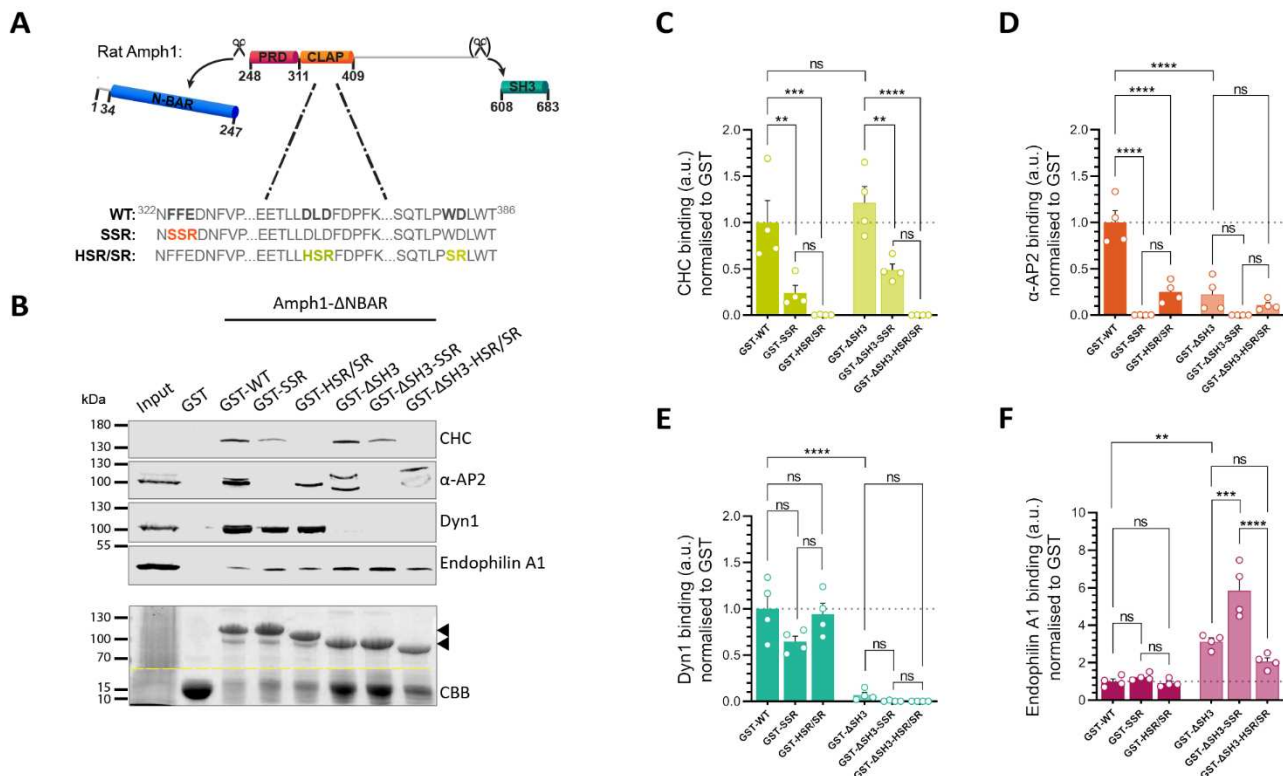 A
Rat Amph1:
PRD
CLAP
248
311
409
1
34
N-BAR
247
SH3
608
683
WT: 322NFFEDNFVP...EETLLDLDFDPFK...SQTLPWDLWT386
SSR: NSSRDNFVP...EETLLDLDFDPFK...SQTLPWDLWT
HSR/SR: NFFEDNFVP...EETLLHSRFDPFK...SQTLPSRLWT
B
Amph1-ΔNBAR
kDa
Input
GST
GST-WT
GST-SSR
GST-HSR/SR
GST-ΔSH3
GST-ΔSH3-SSR
GST-ΔSH3-HSR/SR
180
130
CHC
130
100
α-AP2
130
100
Dyn1
55
Endophilin A1
130
100
70
15
10
CBB
C
ns
***
****
**
**
ns
ns
CHC binding (a.u.)
normalised to GST
2.0
1.5
1.0
0.5
0.0
GST-WT
GST-SSR
GST-HSR/SR
GST-ΔSH3
GST-ΔSH3-SSR
GST-ΔSH3-HSR/SR
D
****
****
ns
****
ns
ns
ns
α-AP2 binding (a.u.)
normalised to GST
2.0
1.5
1.0
0.5
0.0
GST-WT
GST-SSR
GST-HSR/SR
GST-ΔSH3
GST-ΔSH3-SSR
GST-ΔSH3-HSR/SR
E
****
ns
ns
ns
ns
ns
ns
Dyn1 binding (a.u.)
normalised to GST
2.0
1.5
1.0
0.5
0.0
GST-WT
GST-SSR
GST-HSR/SR
GST-ΔSH3
GST-ΔSH3-SSR
GST-ΔSH3-HSR/SR
F
**
ns
***
ns
****
ns
ns
Endophilin A1 binding (a.u.)
normalised to GST
10
8
6
4
2
0
GST-WT
GST-SSR
GST-HSR/SR
GST-ΔSH3
GST-ΔSH3-SSR
GST-ΔSH3-HSR/SR